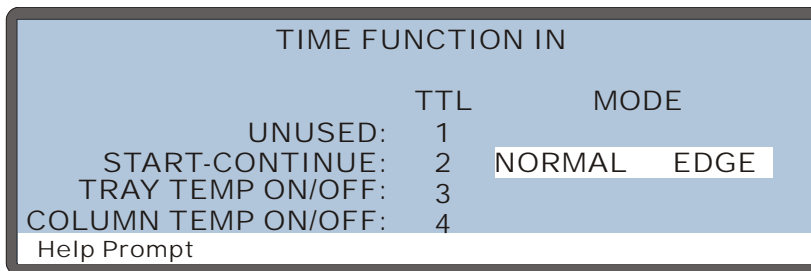 TIME FUNCTION IN
TTL MODE
UNUSED: 1
START-CONTINUE: 2 NORMAL EDGE
TRAY TEMP ON/OFF: 3
COLUMN TEMP ON/OFF: 4
Help Prompt